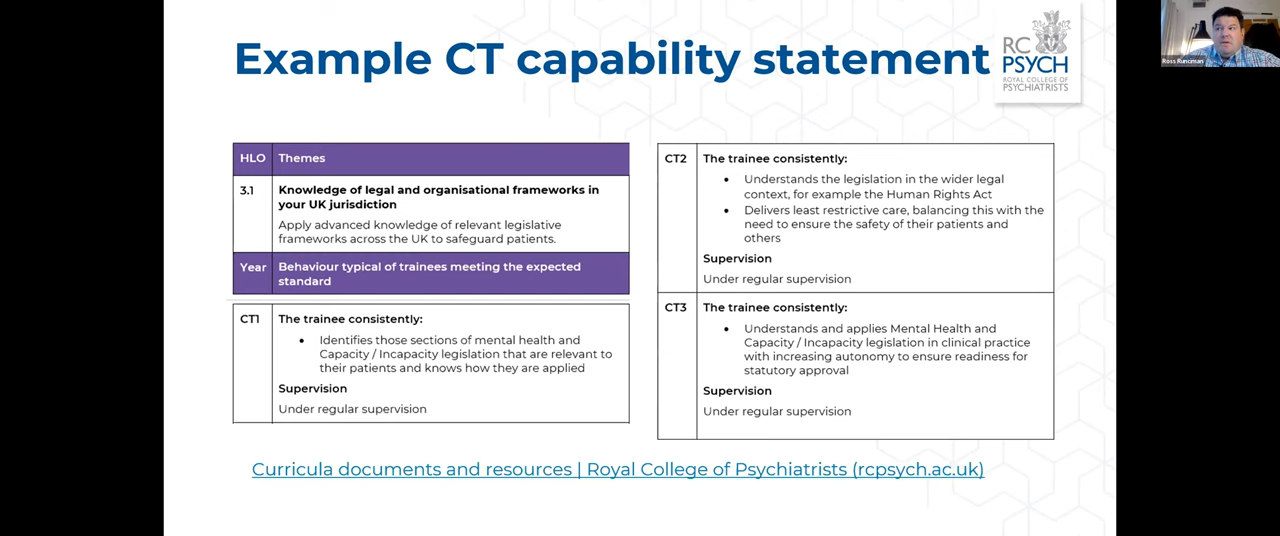 Example CT capability statement
RC
PSYCH
ROYAL COLLEGE OF
PSYCHIATRISTS
Ross Runciman
HLO Themes
3.1 Knowledge of legal and organisational frameworks in
your UK jurisdiction
Apply advanced knowledge of relevant legislative
frameworks across the UK to safeguard patients.
Year Behaviour typical of trainees meeting the expected
standard
CT1 The trainee consistently:
• Identifies those sections of mental health and
Capacity / Incapacity legislation that are relevant to
their patients and knows how they are applied
Supervision
Under regular supervision
CT2 The trainee consistently:
• Understands the legislation in the wider legal
context, for example the Human Rights Act
• Delivers least restrictive care, balancing this with the
need to ensure the safety of their patients and
others
Supervision
Under regular supervision
CT3 The trainee consistently:
• Understands and applies Mental Health and
Capacity / Incapacity legislation in clinical practice
with increasing autonomy to ensure readiness for
statutory approval
Supervision
Under regular supervision
Curricula documents and resources | Royal College of Psychiatrists (rcpsych.ac.uk)